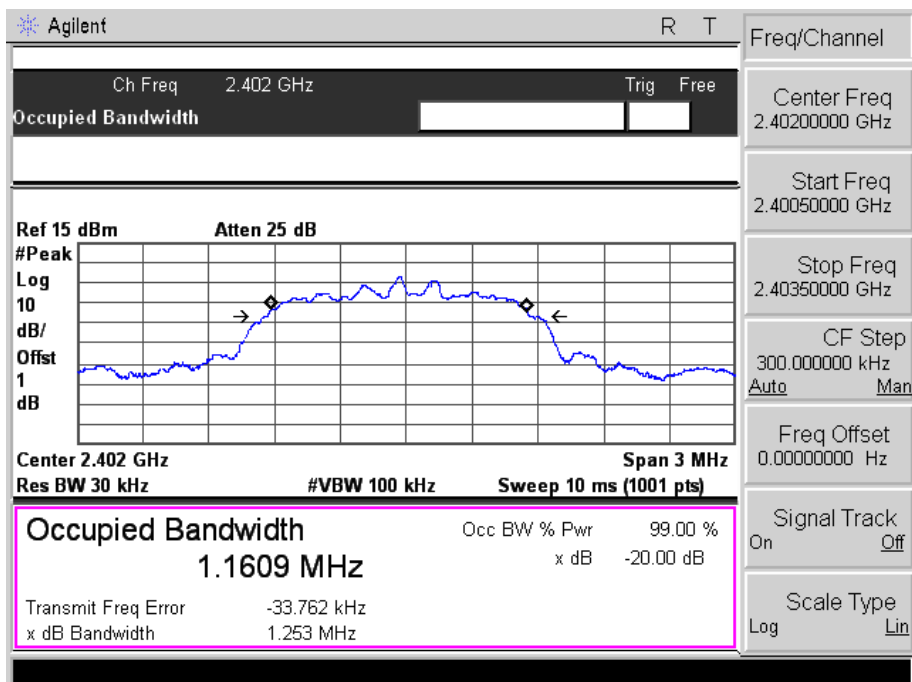 Agilent R T
Freq/Channel
Ch Freq 2.402 GHz Trig Free
Occupied Bandwidth
Center Freq
2.40200000 GHz
Start Freq
2.40050000 GHz
Stop Freq
2.40350000 GHz
CF Step
300.000000 kHz
Auto Man
Freq Offset
0.00000000 Hz
Signal Track
On Off
Scale Type
Log Lin
Ref 15 dBm Atten 25 dB
#Peak
Log
10
dB/
Offst
1
dB
Center 2.402 GHz Span 3 MHz
Res BW 30 kHz #VBW 100 kHz Sweep 10 ms (1001 pts)
Occupied Bandwidth Occ BW % Pwr 99.00 %
1.1609 MHz x dB -20.00 dB
Transmit Freq Error -33.762 kHz
x dB Bandwidth 1.253 MHz